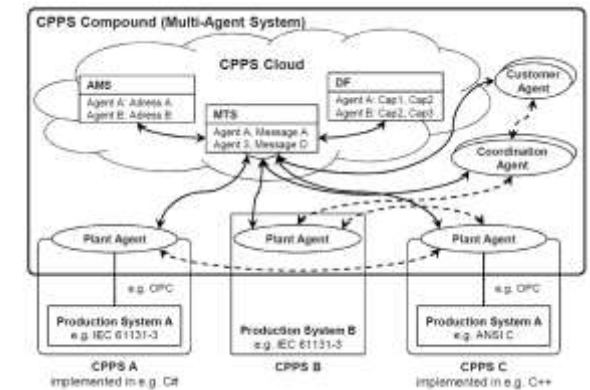 CPPS Compound (Multi-Agent System)
CPPS Cloud
AMS
Agent A: Adress A
Agent B: Adress B
MTS
Agent A, Message A
Agent 3, Message D
DF
Agent A: Cap1, Cap2
Agent B: Cap2, Cap3
Customer
Agent
Coordination
Agent
Plant Agent
Plant Agent
Plant Agent
e.g. OPC
e.g. OPC
Production System A
e.g. IEC 61131-3
Production System B
e.g. IEC 61131-3
Production System A
e.g. ANSI C
CPPS A
implemented in e.g. C#
CPPS B
CPPS C
implemented in e.g. C++